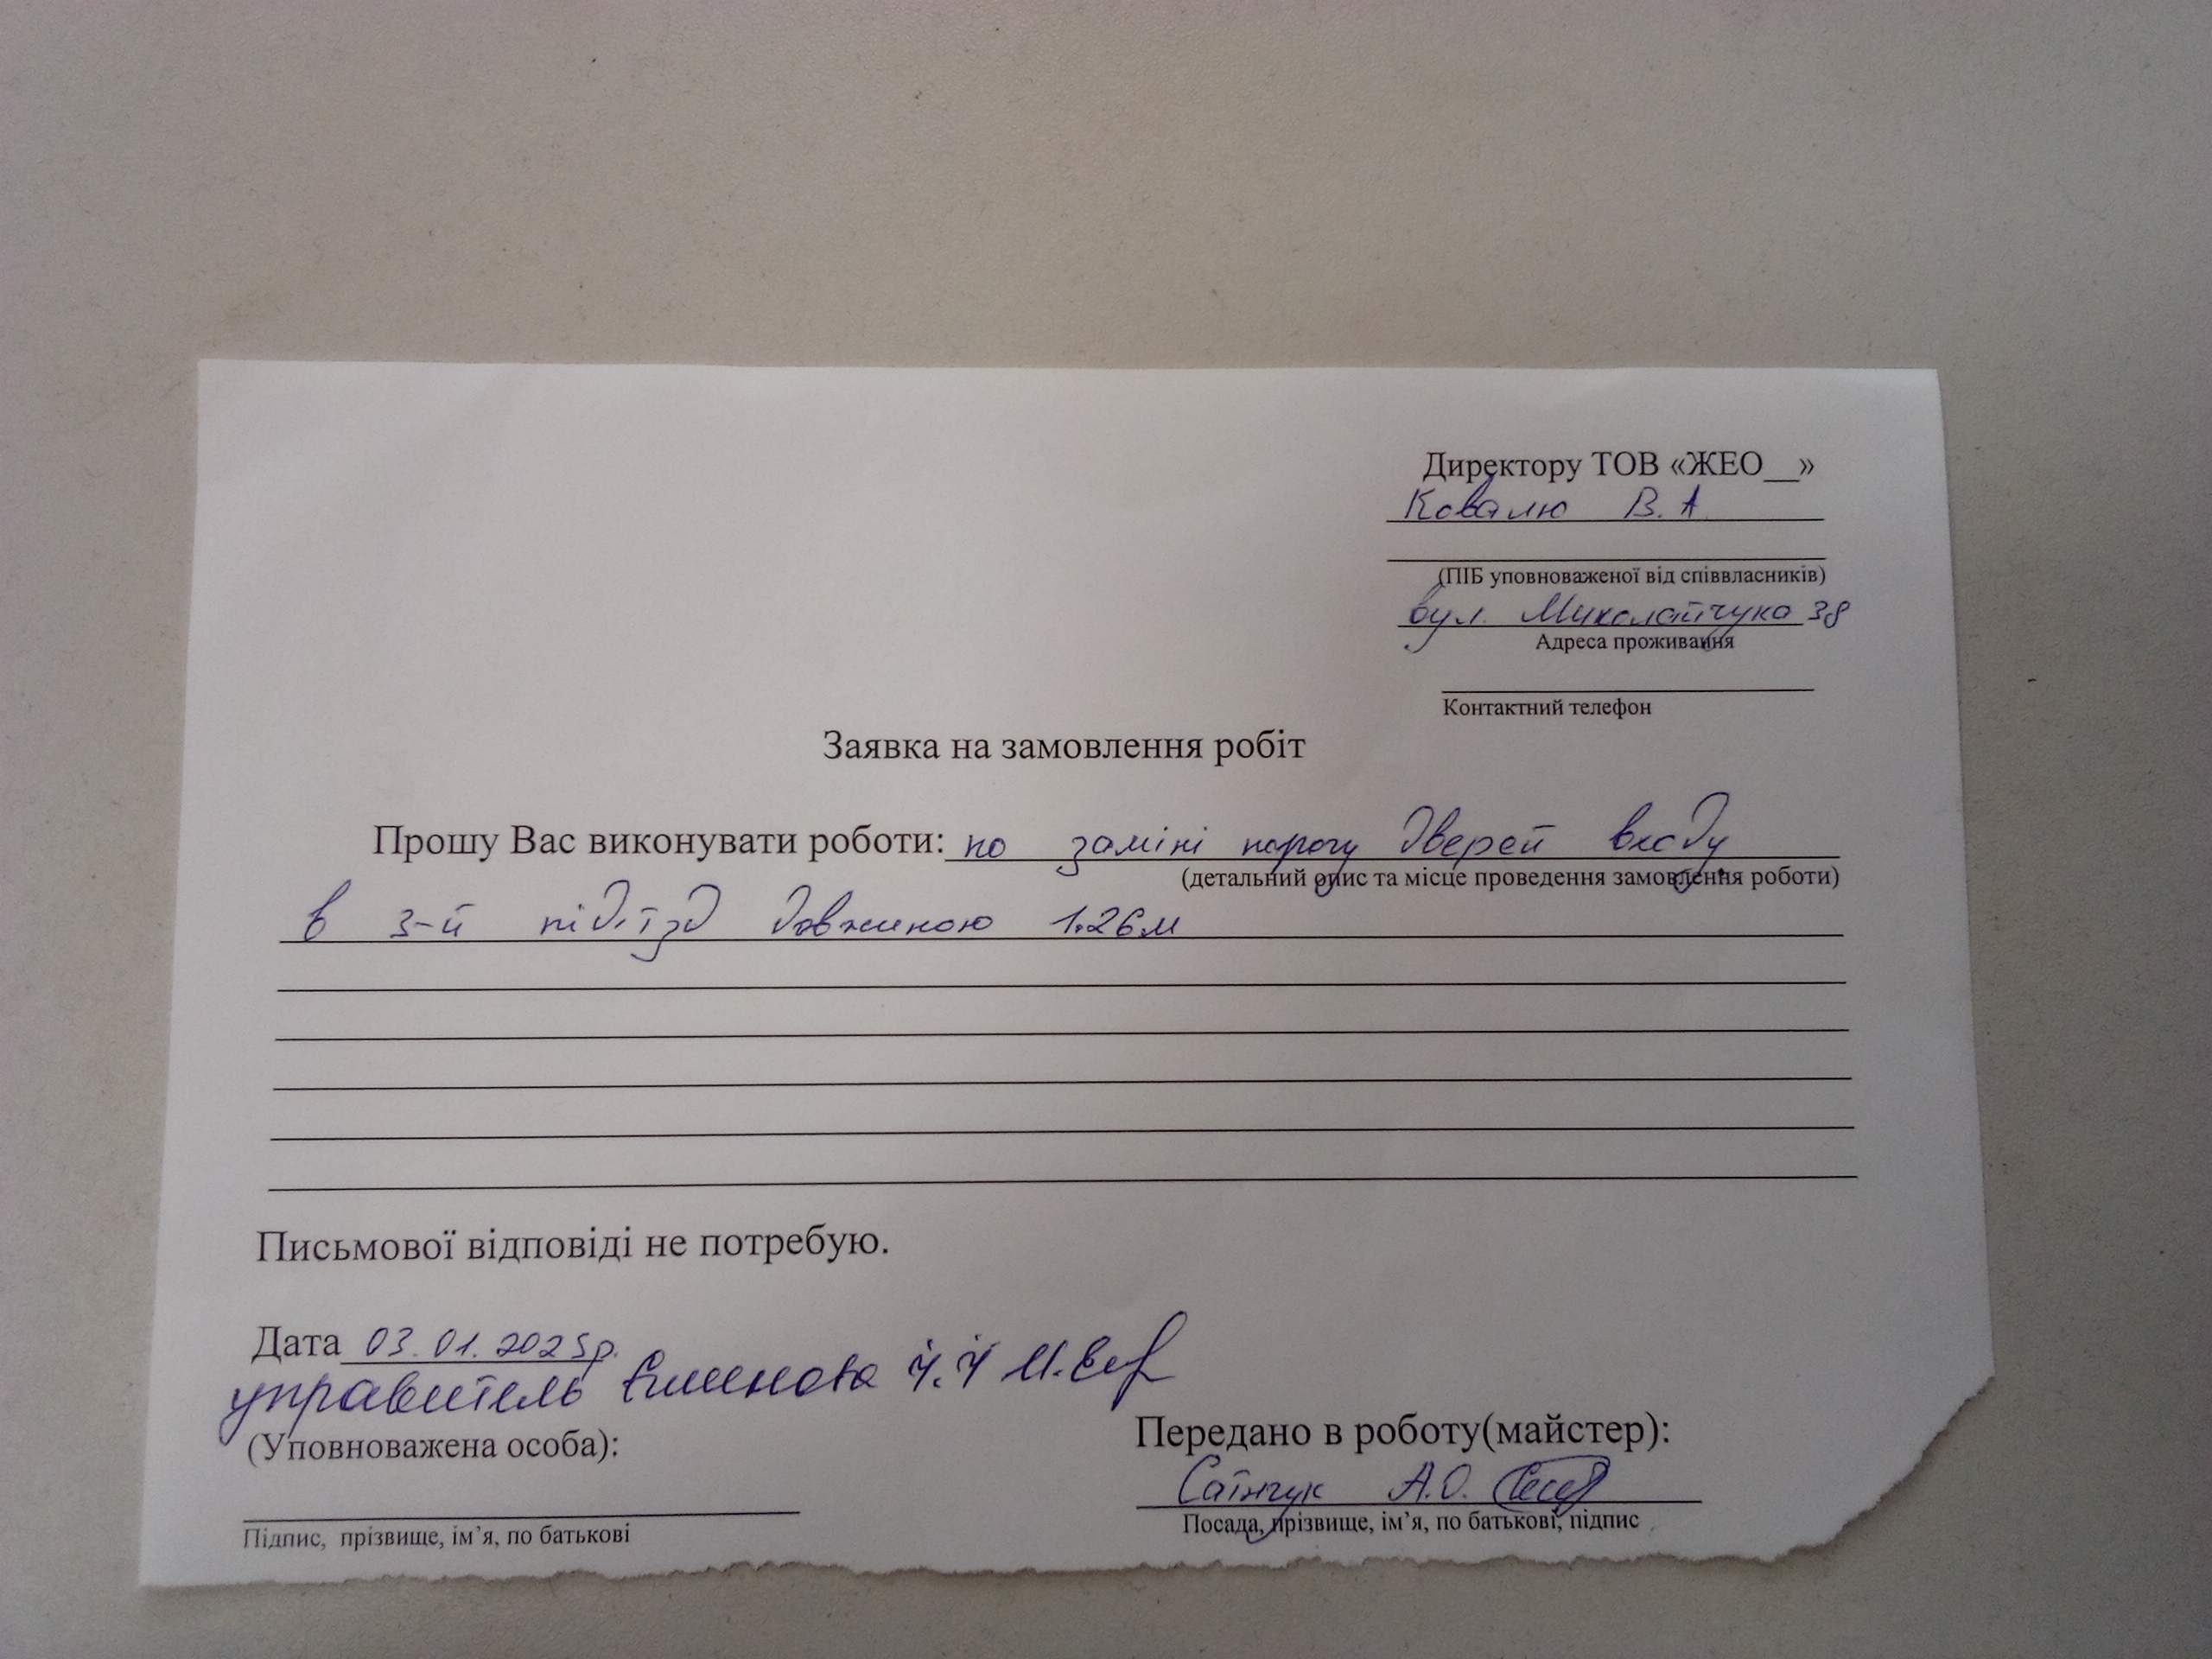 Директору ТОВ «ЖЕО__»
Ковалю В. А.
(ПІБ уповноваженої від співвласників)
бул. Миколайчука 38
Адреса проживання
Контактний телефон
Заявка на замовлення робіт
Прошу Вас виконувати роботи: по заміні порогу дверей входу
(детальний опис та місце проведення замовлення роботи)
в 3-й підїзд довжиною 1.26м
Письмової відповіді не потребую.
Дата 03.01.2025р.
управитель
(Уповноважена особа):
Передано в роботу(майстер):
А.О.
Підпис, прізвище, ім’я, по батькові
Посада, прізвище, ім’я, по батькові, підпис